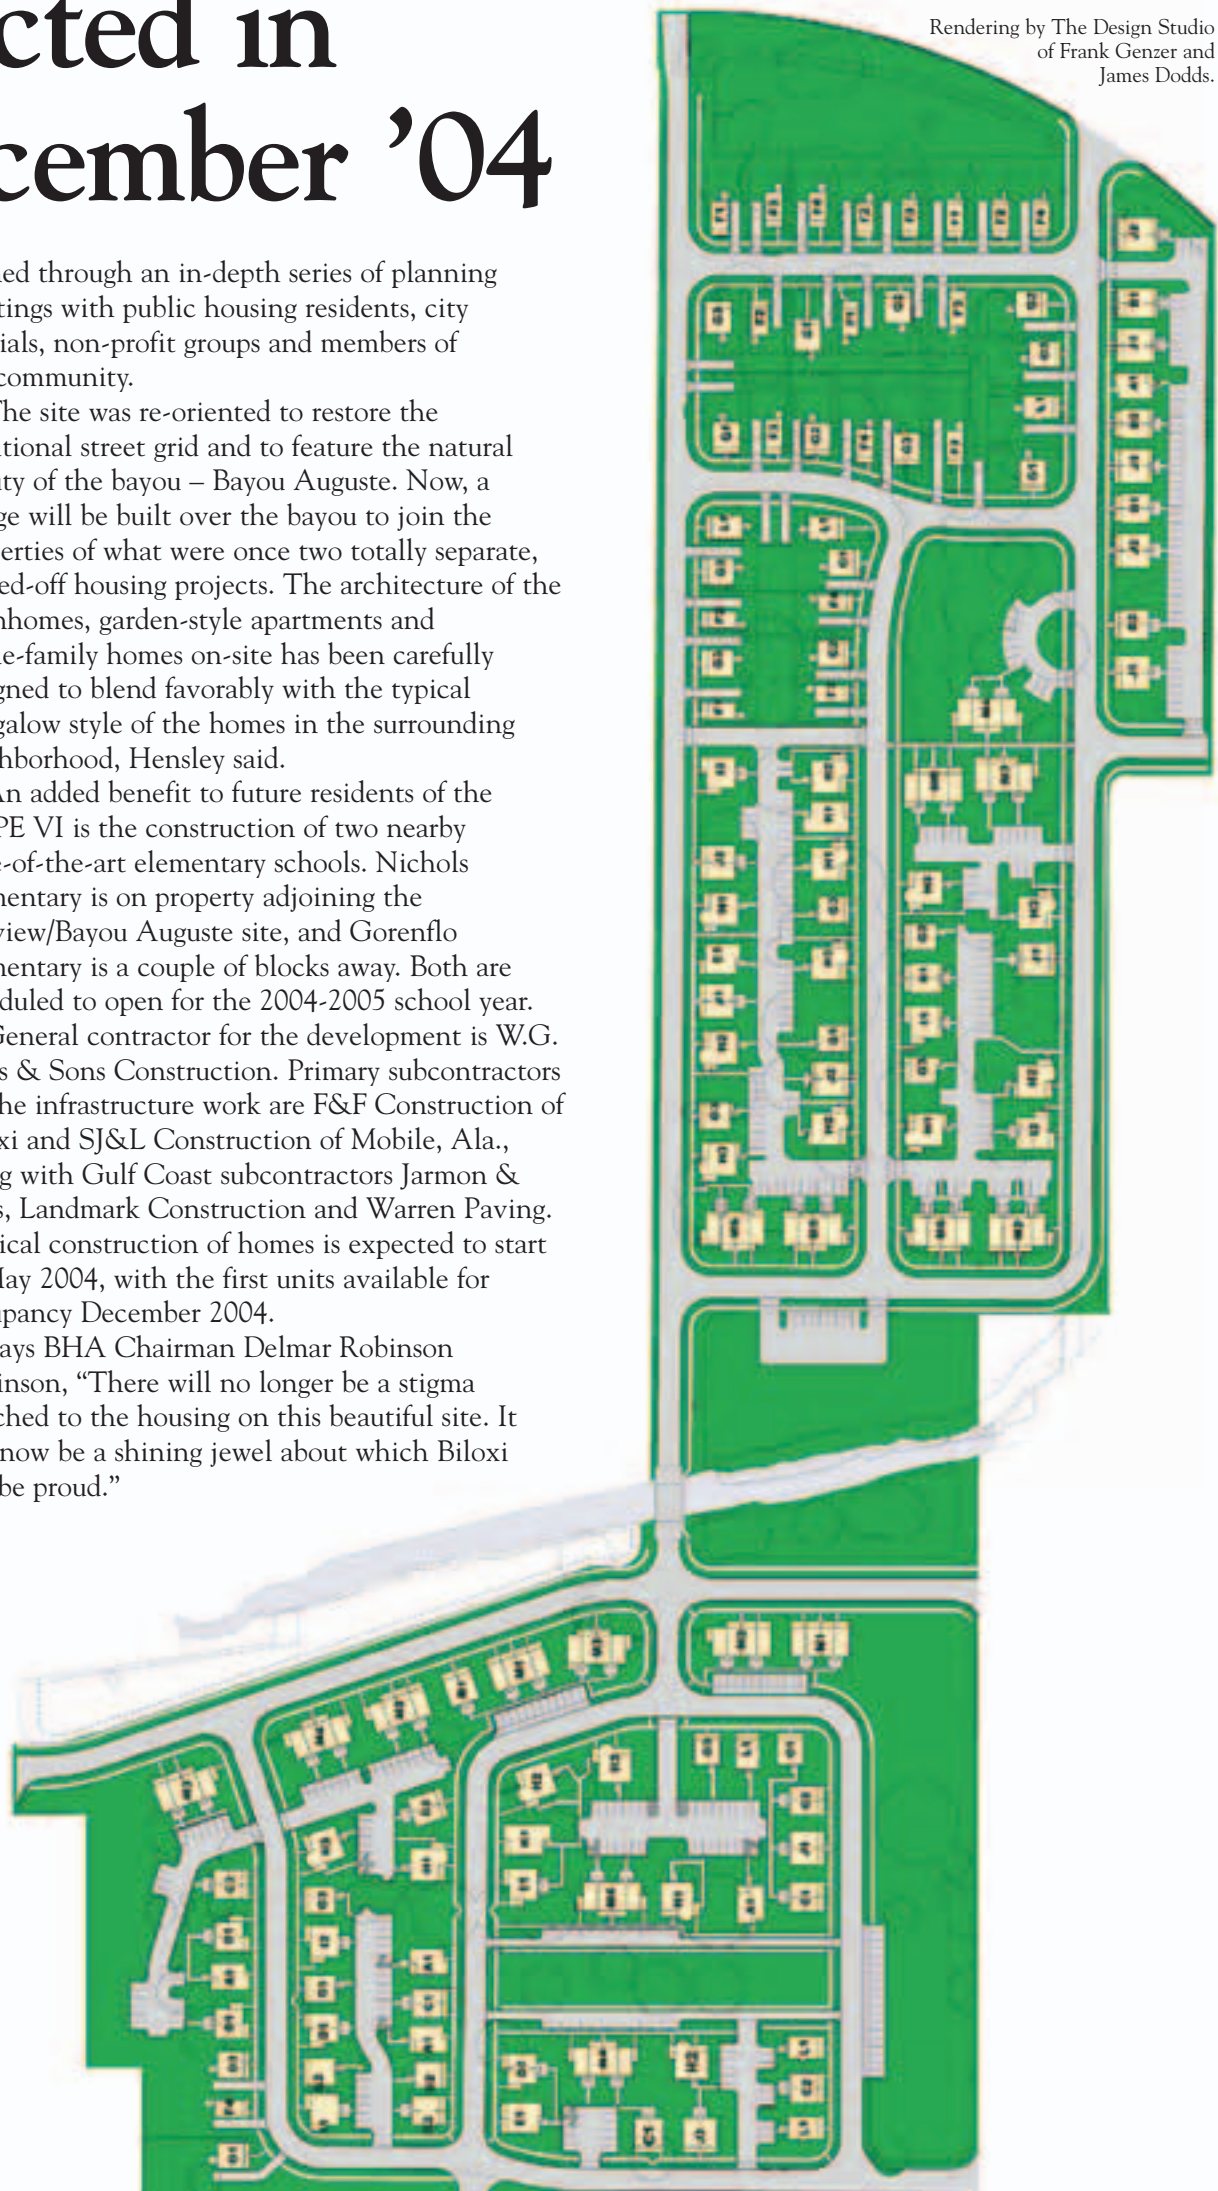 cted in
cember ’04
Rendering by The Design Studio
of Frank Genzer and
James Dodds.
ed through an in-depth series of planning
tings with public housing residents, city
ials, non-profit groups and members of
community.
The site was re-oriented to restore the
tional street grid and to feature the natural
ty of the bayou – Bayou Auguste. Now, a
ge will be built over the bayou to join the
erties of what were once two totally separate,
ed-off housing projects. The architecture of the
nhomes, garden-style apartments and
e-family homes on-site has been carefully
gned to blend favorably with the typical
galow style of the homes in the surrounding
hborhood, Hensley said.
An added benefit to future residents of the
PE VI is the construction of two nearby
e-of-the-art elementary schools. Nichols
mentary is on property adjoining the
view/Bayou Auguste site, and Gorenflo
mentary is a couple of blocks away. Both are
duled to open for the 2004-2005 school year.
General contractor for the development is W.G.
s & Sons Construction. Primary subcontractors
he infrastructure work are F&F Construction of
xi and SJ&L Construction of Mobile, Ala.,
g with Gulf Coast subcontractors Jarmon &
s, Landmark Construction and Warren Paving.
ical construction of homes is expected to start
May 2004, with the first units available for
upancy December 2004.
ays BHA Chairman Delmar Robinson
inson, “There will no longer be a stigma
ched to the housing on this beautiful site. It
now be a shining jewel about which Biloxi
be proud.”